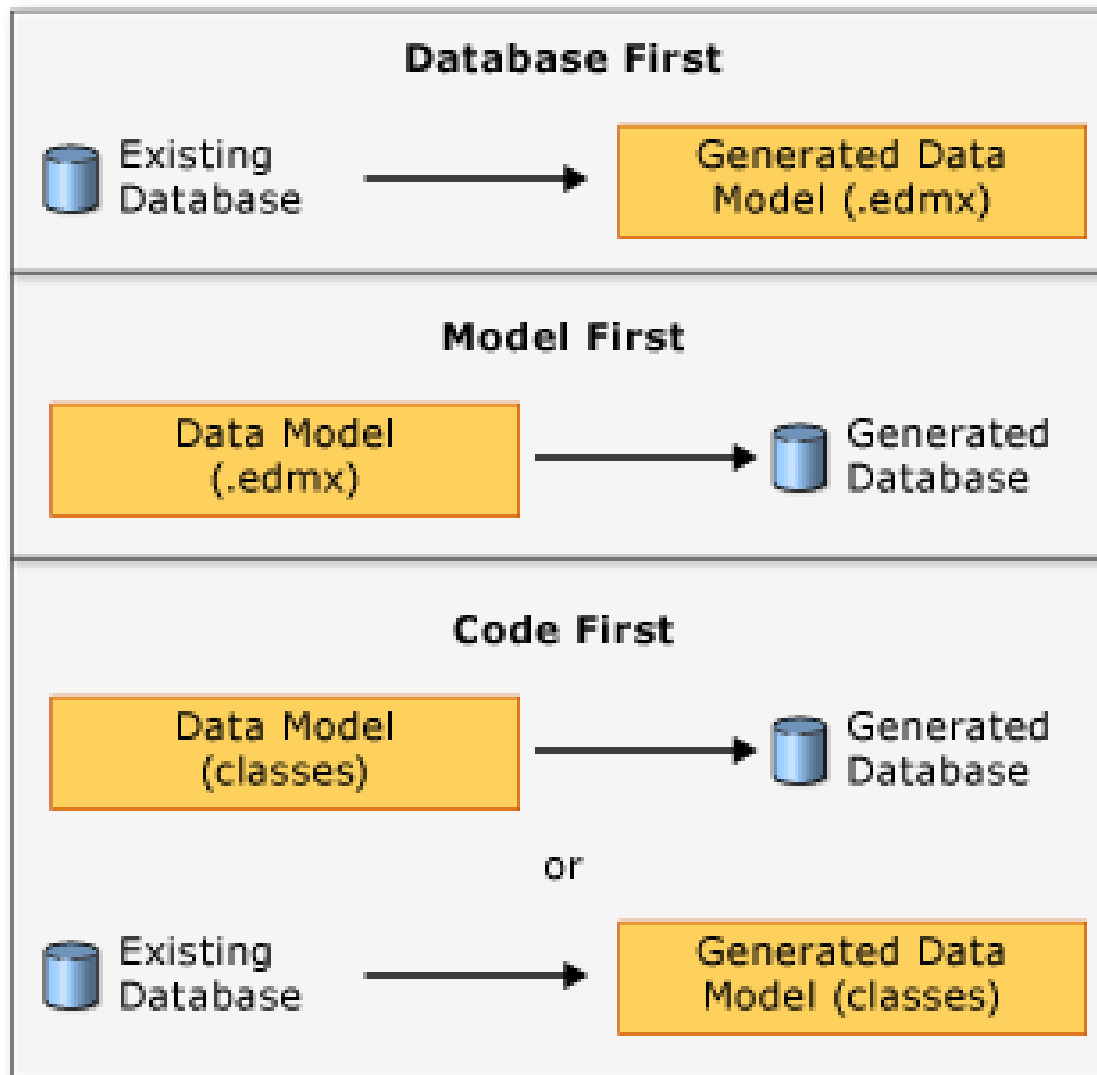 Database First
Existing
Database
Generated Data
Model (.edmx)
Model First
Data Model
(.edmx)
Generated
Database
Code First
Data Model
(classes)
Generated
Database
or
Existing
Database
Generated Data
Model (classes)